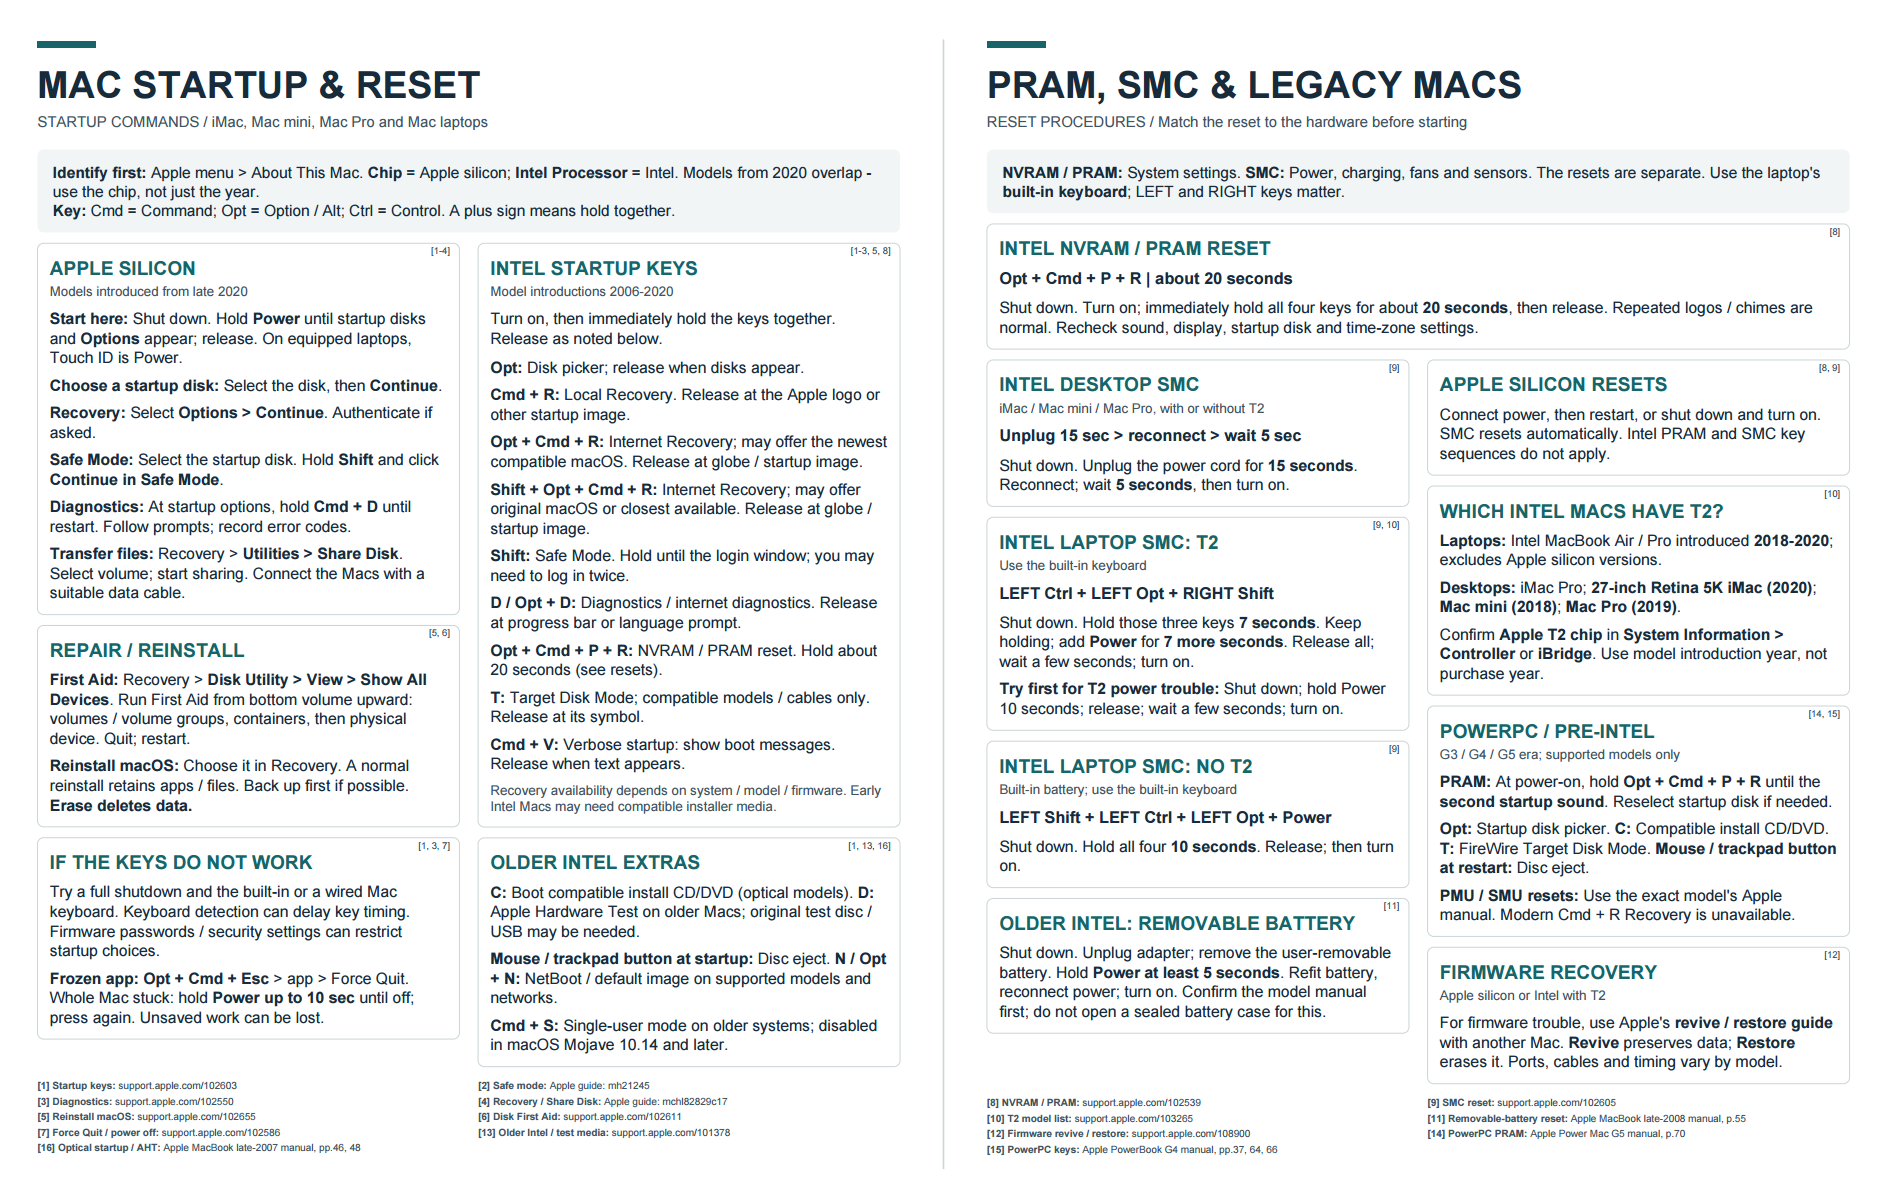 MAC STARTUP & RESET
STARTUP COMMANDS / iMac, Mac mini, Mac Pro and Mac laptops
Identify first: Apple menu > About This Mac. Chip = Apple silicon; Intel Processor = Intel. Models from 2020 overlap -
use the chip, not just the year.
Key: Cmd = Command; Opt = Option / Alt; Ctrl = Control. A plus sign means hold together.
[1-4]
APPLE SILICON
Models introduced from late 2020
Start here: Shut down. Hold Power until startup disks
and Options appear; release. On equipped laptops,
Touch ID is Power.
Choose a startup disk: Select the disk, then Continue.
Recovery: Select Options > Continue. Authenticate if
asked.
Safe Mode: Select the startup disk. Hold Shift and click
Continue in Safe Mode.
Diagnostics: At startup options, hold Cmd + D until
restart. Follow prompts; record error codes.
Transfer files: Recovery > Utilities > Share Disk.
Select volume; start sharing. Connect the Macs with a
suitable data cable.
[5, 6]
REPAIR / REINSTALL
First Aid: Recovery > Disk Utility > View > Show All
Devices. Run First Aid from bottom volume upward:
volumes / volume groups, containers, then physical
device. Quit; restart.
Reinstall macOS: Choose it in Recovery. A normal
reinstall retains apps / files. Back up first if possible.
Erase deletes data.
[1, 3, 7]
IF THE KEYS DO NOT WORK
Try a full shutdown and the built-in or a wired Mac
keyboard. Keyboard detection can delay key timing.
Firmware passwords / security settings can restrict
startup choices.
Frozen app: Opt + Cmd + Esc > app > Force Quit.
Whole Mac stuck: hold Power up to 10 sec until off;
press again. Unsaved work can be lost.
[1-3, 5, 8]
INTEL STARTUP KEYS
Model introductions 2006-2020
Turn on, then immediately hold the keys together.
Release as noted below.
Opt: Disk picker; release when disks appear.
Cmd + R: Local Recovery. Release at the Apple logo or
other startup image.
Opt + Cmd + R: Internet Recovery; may offer the newest
compatible macOS. Release at globe / startup image.
Shift + Opt + Cmd + R: Internet Recovery; may offer
original macOS or closest available. Release at globe /
startup image.
Shift: Safe Mode. Hold until the login window; you may
need to log in twice.
D / Opt + D: Diagnostics / internet diagnostics. Release
at progress bar or language prompt.
Opt + Cmd + P + R: NVRAM / PRAM reset. Hold about
20 seconds (see resets).
T: Target Disk Mode; compatible models / cables only.
Release at its symbol.
Cmd + V: Verbose startup: show boot messages.
Release when text appears.
Recovery availability depends on system / model / firmware. Early
Intel Macs may need compatible installer media.
[1, 13, 16]
OLDER INTEL EXTRAS
C: Boot compatible install CD/DVD (optical models). D:
Apple Hardware Test on older Macs; original test disc /
USB may be needed.
Mouse / trackpad button at startup: Disc eject. N / Opt
+ N: NetBoot / default image on supported models and
networks.
Cmd + S: Single-user mode on older systems; disabled
in macOS Mojave 10.14 and later.
[1] Startup keys: support.apple.com/102603
[3] Diagnostics: support.apple.com/102550
[5] Reinstall macOS: support.apple.com/102655
[7] Force Quit / power off: support.apple.com/102586
[16] Optical startup / AHT: Apple MacBook late-2007 manual, pp.46, 48
[2] Safe mode: Apple guide: mh21245
[4] Recovery / Share Disk: Apple guide: mchl82829c17
[6] Disk First Aid: support.apple.com/102611
[13] Older Intel / test media: support.apple.com/101378
PRAM, SMC & LEGACY MACS
RESET PROCEDURES / Match the reset to the hardware before starting
NVRAM / PRAM: System settings. SMC: Power, charging, fans and sensors. The resets are separate. Use the laptop's
built-in keyboard; LEFT and RIGHT keys matter.
[8]
INTEL NVRAM / PRAM RESET
Opt + Cmd + P + R | about 20 seconds
Shut down. Turn on; immediately hold all four keys for about 20 seconds, then release. Repeated logos / chimes are
normal. Recheck sound, display, startup disk and time-zone settings.
[9]
INTEL DESKTOP SMC
iMac / Mac mini / Mac Pro, with or without T2
Unplug 15 sec > reconnect > wait 5 sec
Shut down. Unplug the power cord for 15 seconds.
Reconnect; wait 5 seconds, then turn on.
[9, 10]
INTEL LAPTOP SMC: T2
Use the built-in keyboard
LEFT Ctrl + LEFT Opt + RIGHT Shift
Shut down. Hold those three keys 7 seconds. Keep
holding; add Power for 7 more seconds. Release all;
wait a few seconds; turn on.
Try first for T2 power trouble: Shut down; hold Power
10 seconds; release; wait a few seconds; turn on.
[9]
INTEL LAPTOP SMC: NO T2
Built-in battery; use the built-in keyboard
LEFT Shift + LEFT Ctrl + LEFT Opt + Power
Shut down. Hold all four 10 seconds. Release; then turn
on.
[11]
OLDER INTEL: REMOVABLE BATTERY
Shut down. Unplug adapter; remove the user-removable
battery. Hold Power at least 5 seconds. Refit battery,
reconnect power; turn on. Confirm the model manual
first; do not open a sealed battery case for this.
[8, 9]
APPLE SILICON RESETS
Connect power, then restart, or shut down and turn on.
SMC resets automatically. Intel PRAM and SMC key
sequences do not apply.
[10]
WHICH INTEL MACS HAVE T2?
Laptops: Intel MacBook Air / Pro introduced 2018-2020;
excludes Apple silicon versions.
Desktops: iMac Pro; 27-inch Retina 5K iMac (2020);
Mac mini (2018); Mac Pro (2019).
Confirm Apple T2 chip in System Information >
Controller or iBridge. Use model introduction year, not
purchase year.
[14, 15]
POWERPC / PRE-INTEL
G3 / G4 / G5 era; supported models only
PRAM: At power-on, hold Opt + Cmd + P + R until the
second startup sound. Reselect startup disk if needed.
Opt: Startup disk picker. C: Compatible install CD/DVD.
T: FireWire Target Disk Mode. Mouse / trackpad button
at restart: Disc eject.
PMU / SMU resets: Use the exact model's Apple
manual. Modern Cmd + R Recovery is unavailable.
[12]
FIRMWARE RECOVERY
Apple silicon or Intel with T2
For firmware trouble, use Apple's revive / restore guide
with another Mac. Revive preserves data; Restore
erases it. Ports, cables and timing vary by model.
[8] NVRAM / PRAM: support.apple.com/102539
[10] T2 model list: support.apple.com/103265
[12] Firmware revive / restore: support.apple.com/108900
[15] PowerPC keys: Apple PowerBook G4 manual, pp.37, 64, 66
[9] SMC reset: support.apple.com/102605
[11] Removable-battery reset: Apple MacBook late-2008 manual, p.55
[14] PowerPC PRAM: Apple Power Mac G5 manual, p.70